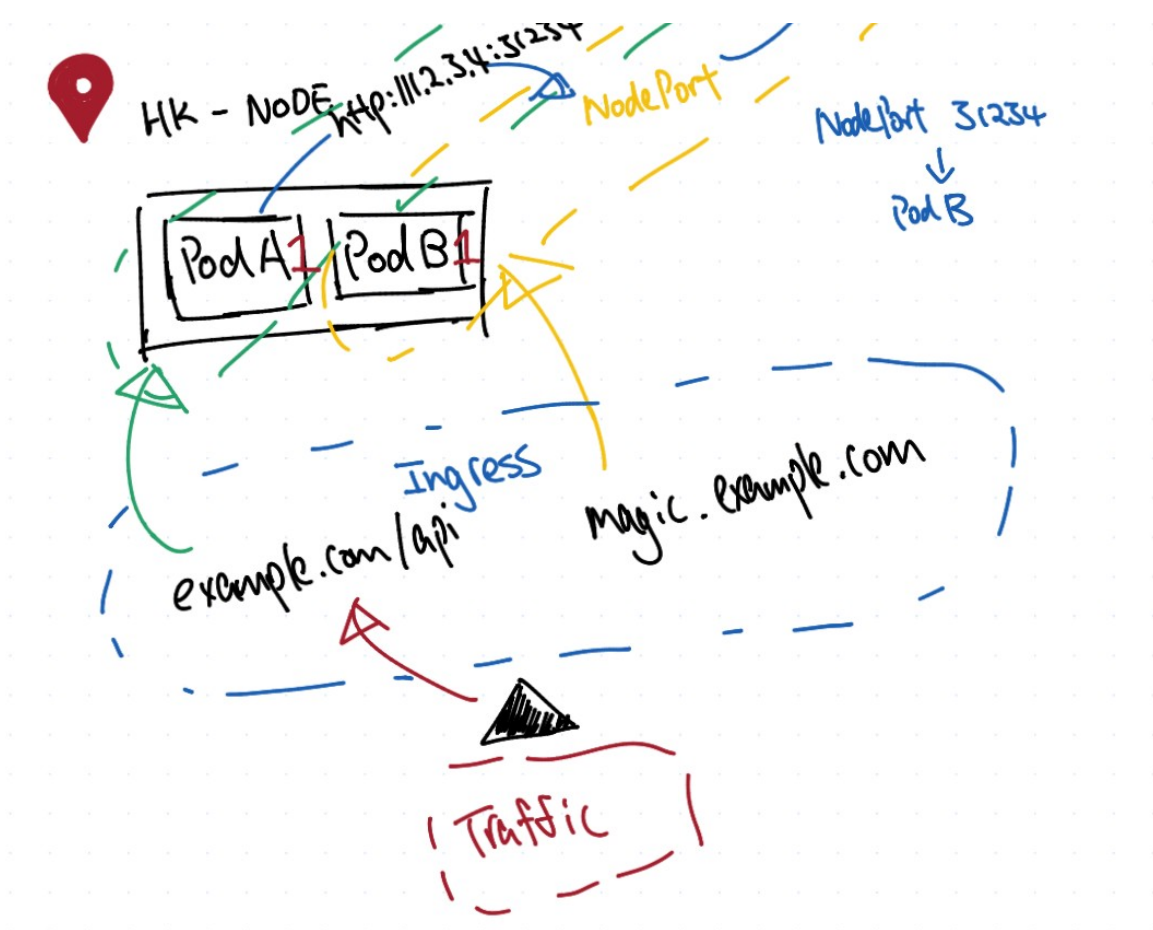 HK - NODE
http://1.2.3.4:31234
NodePort
NodePort 31234
↓
Pod B
Pod A 1
Pod B 1
Ingress
example.com/api
magic.example.com
Traffic